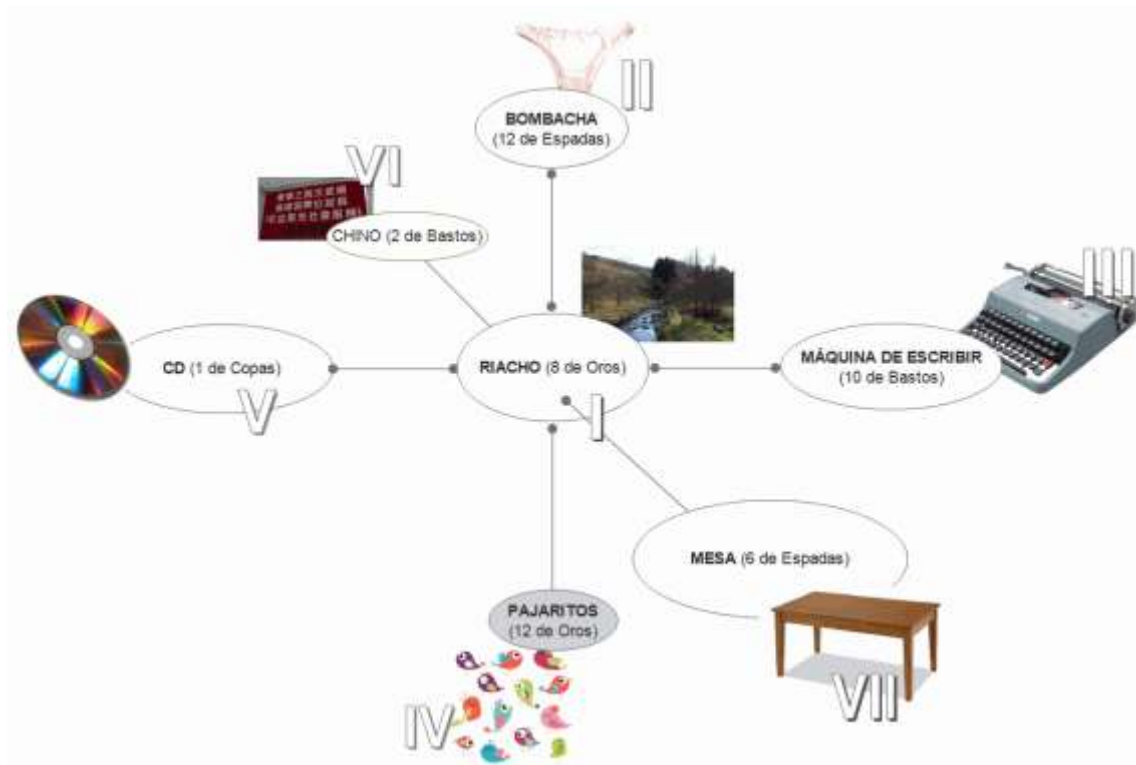 II
BOMBACHA
(12 de Espadas)
VI
CHINO (2 de Bastos)
III
CD (1 de Copas)
RIACHO (8 de Oros)
MÁQUINA DE ESCRIBIR
(10 de Bastos)
V
I
MESA (6 de Espadas)
PAJARITOS
(12 de Oros)
IV
VII